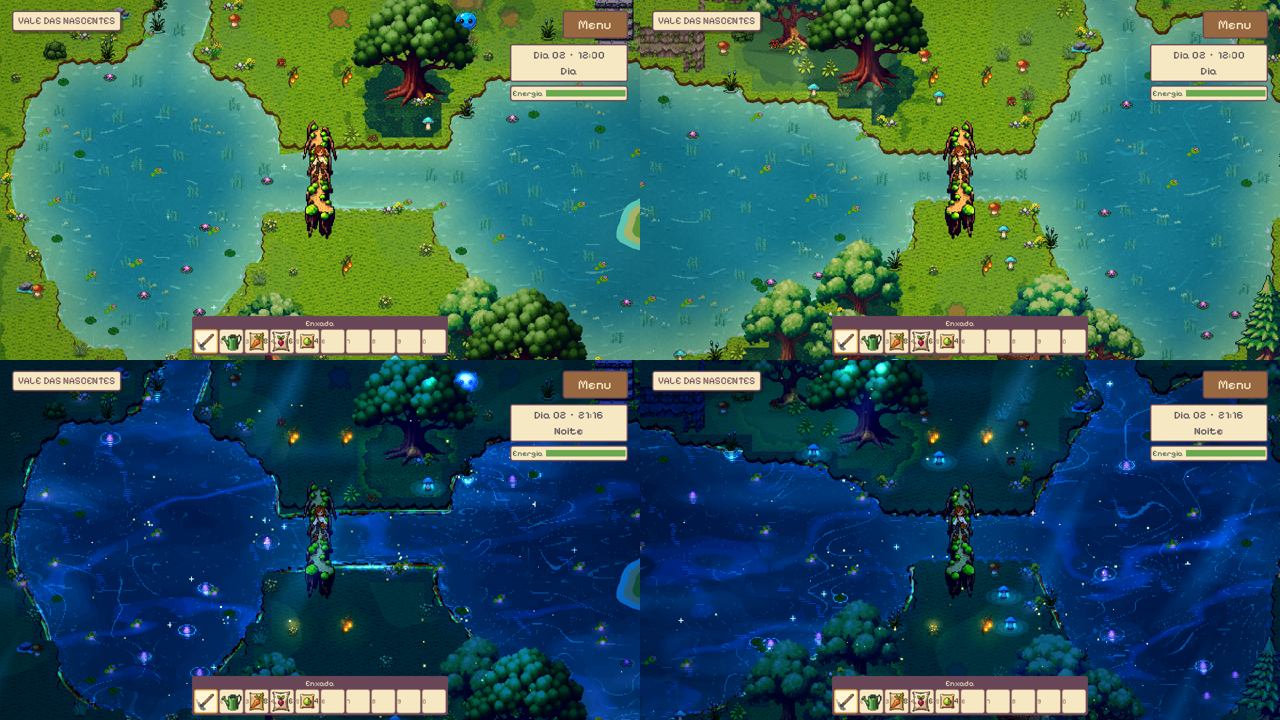 VALE DAS NASCENTES
Menu
Dia 02 · 12:00
Dia
Energia
Enxada
VALE DAS NASCENTES
Menu
Dia 02 · 12:00
Dia
Energia
Enxada
VALE DAS NASCENTES
Menu
Dia 02 · 21:16
Noite
Energia
Enxada
VALE DAS NASCENTES
Menu
Dia 02 · 21:16
Noite
Energia
Enxada